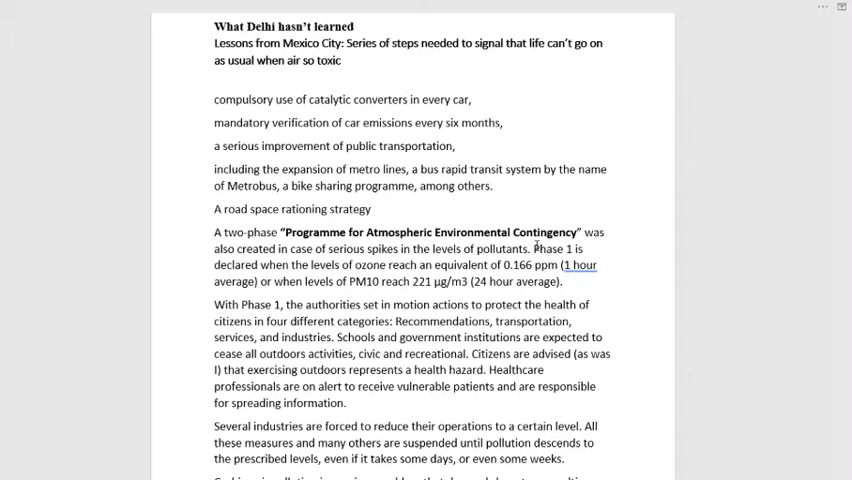 What Delhi hasn't learned
Lessons from Mexico City: Series of steps needed to signal that life can't go on
as usual when air so toxic
compulsory use of catalytic converters in every car,
mandatory verification of car emissions every six months,
a serious improvement of public transportation,
including the expansion of metro lines, a bus rapid transit system by the name
of Metrobus, a bike sharing programme, among others.
A road space rationing strategy
A two-phase “Programme for Atmospheric Environmental Contingency” was
also created in case of serious spikes in the levels of pollutants. Phase 1 is
declared when the levels of ozone reach an equivalent of 0.166 ppm (1 hour
average) or when levels of PM10 reach 221 µg/m3 (24 hour average).
With Phase 1, the authorities set in motion actions to protect the health of
citizens in four different categories: Recommendations, transportation,
services, and industries. Schools and government institutions are expected to
cease all outdoors activities, civic and recreational. Citizens are advised (as was
I) that exercising outdoors represents a health hazard. Healthcare
professionals are on alert to receive vulnerable patients and are responsible
for spreading information.
Several industries are forced to reduce their operations to a certain level. All
these measures and many others are suspended until pollution descends to
the prescribed levels, even if it takes some days, or even some weeks.